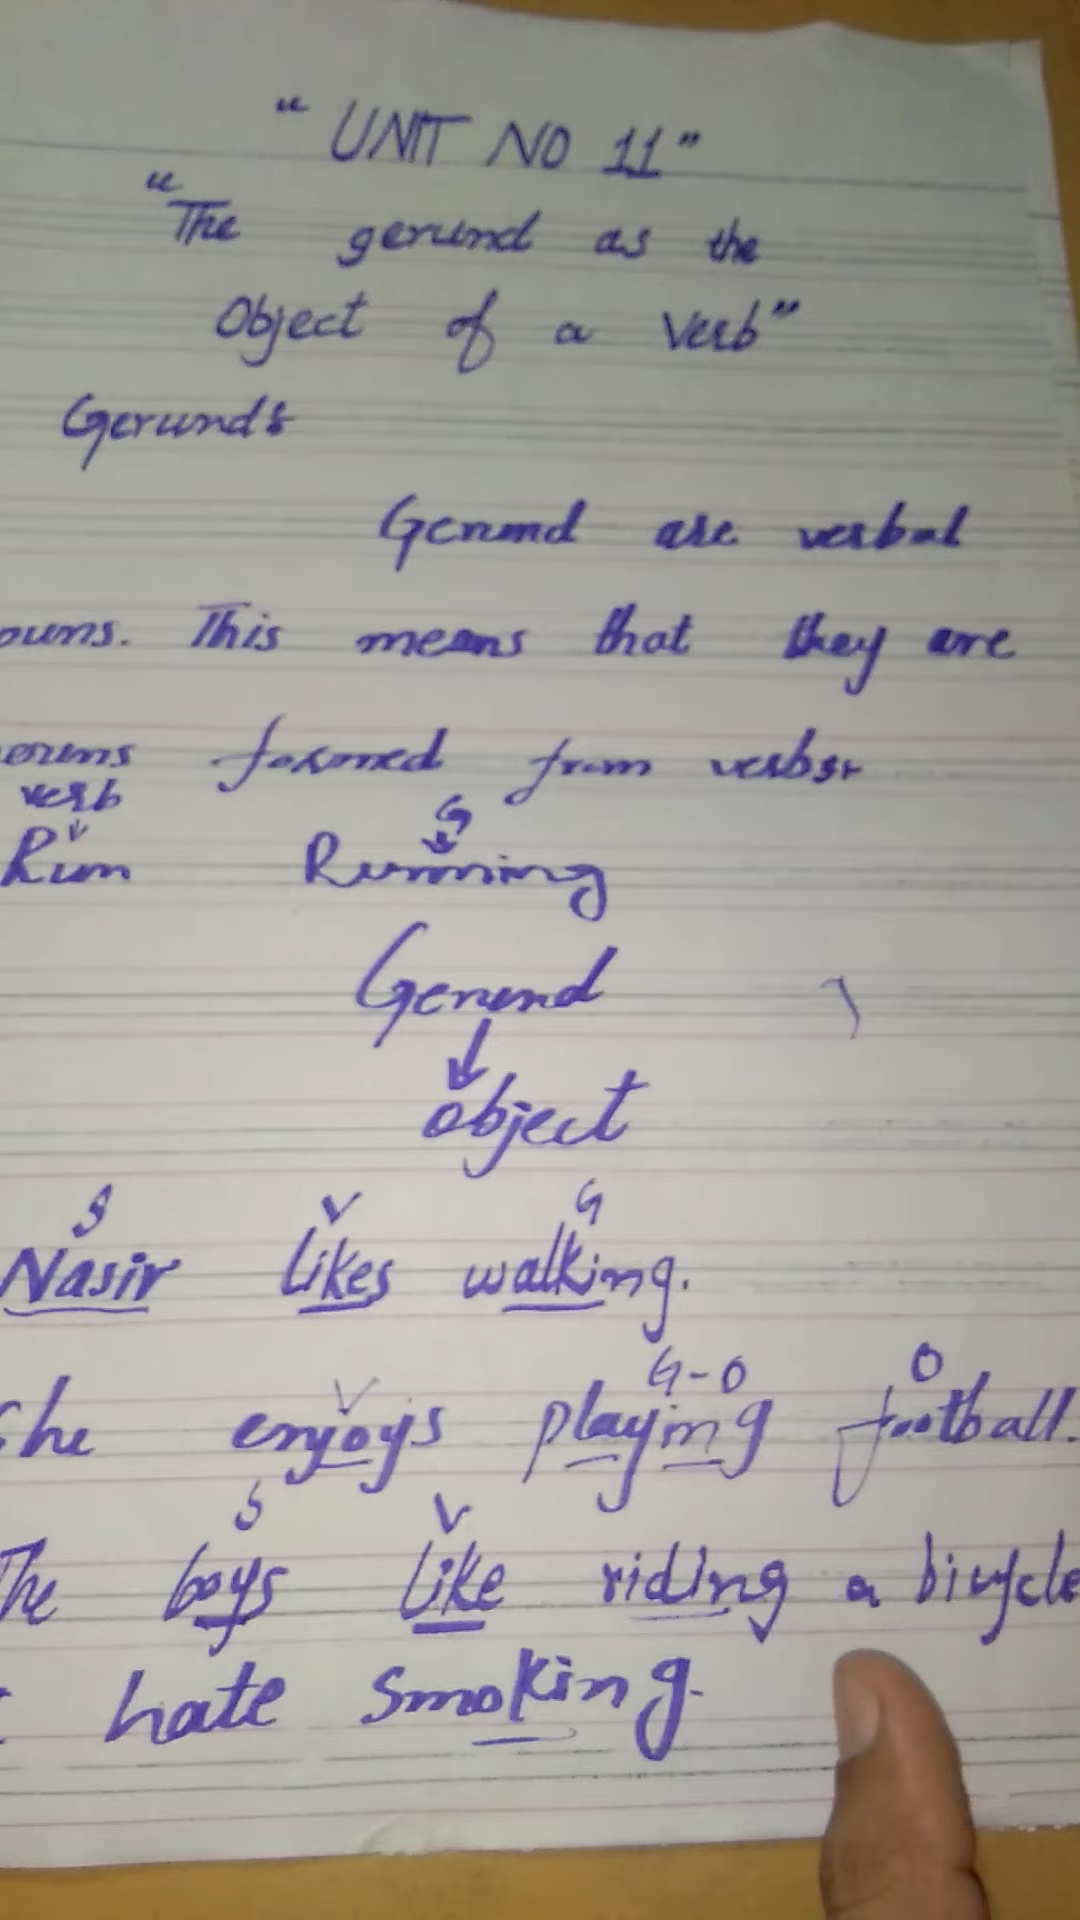 "UNIT NO 11"
"The gerund as the
Object of a Verb"
Gerunds
Gerund are verbal
ouns. This means that they are
ouns formed from verbs.
verb G
Run Running
Gerund
Object
S V G
Nasir likes walking.
V G-O O
She enjoys playing football.
S V
The boys like riding a bicycle
I hate smoking.